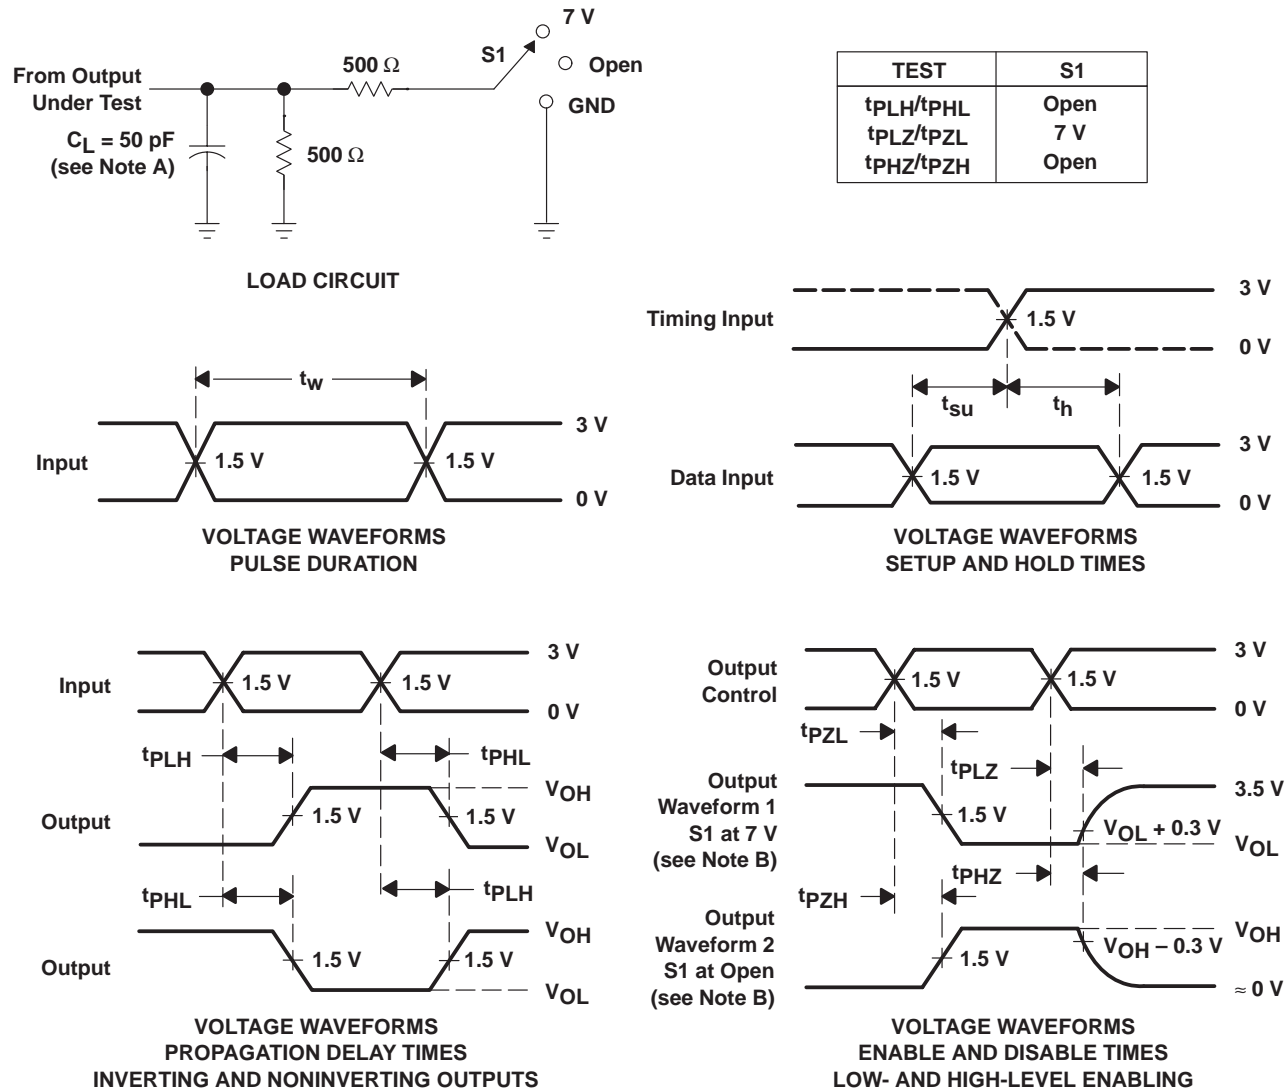 7 V
S1
Open
GND
500 Ω
From Output
Under Test
CL = 50 pF
(see Note A)
500 Ω
LOAD CIRCUIT
TEST S1
tPLH/tPHL Open
tPLZ/tPZL 7 V
tPHZ/tPZH Open
Timing Input
1.5 V
3 V
0 V
tsu
th
Data Input
1.5 V
1.5 V
3 V
0 V
VOLTAGE WAVEFORMS
SETUP AND HOLD TIMES
tw
Input
1.5 V
1.5 V
3 V
0 V
VOLTAGE WAVEFORMS
PULSE DURATION
Input
1.5 V
1.5 V
3 V
0 V
tPLH
tPHL
Output
1.5 V
1.5 V
VOH
VOL
tPHL
tPLH
Output
1.5 V
1.5 V
VOH
VOL
VOLTAGE WAVEFORMS
PROPAGATION DELAY TIMES
INVERTING AND NONINVERTING OUTPUTS
Output
Control
1.5 V
1.5 V
3 V
0 V
tPZL
tPLZ
Output
Waveform 1
S1 at 7 V
(see Note B)
1.5 V
3.5 V
VOL + 0.3 V
VOL
tPHZ
tPZH
Output
Waveform 2
S1 at Open
(see Note B)
1.5 V
VOH
VOH – 0.3 V
≈ 0 V
VOLTAGE WAVEFORMS
ENABLE AND DISABLE TIMES
LOW- AND HIGH-LEVEL ENABLING